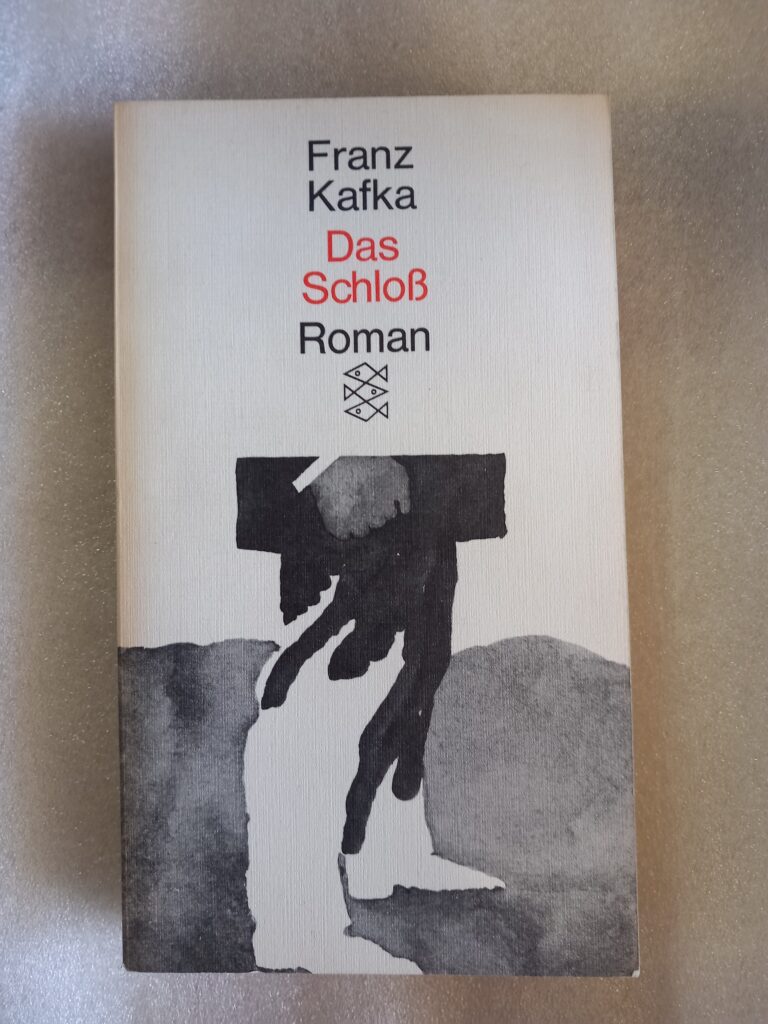 Franz
Kafka
Das
Schloß
Roman